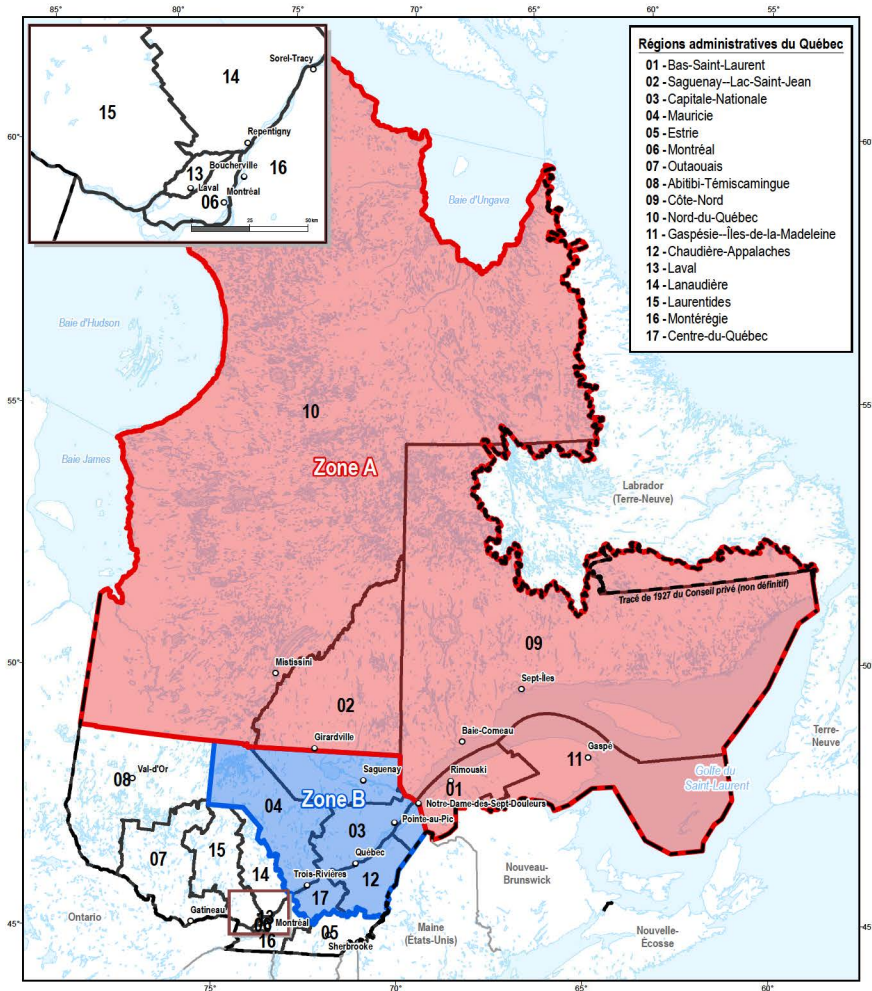 85°
80°
75°
70°
65°
60°
55°
Sorel-Tracy
14
15
Repentigny
16
Boucherville
13
Laval
Montréal
06
25
50 km
Régions administratives du Québec
01 - Bas-Saint-Laurent
02 - Saguenay--Lac-Saint-Jean
03 - Capitale-Nationale
04 - Mauricie
05 - Estrie
06 - Montréal
07 - Outaouais
08 - Abitibi-Témiscamingue
09 - Côte-Nord
10 - Nord-du-Québec
11 - Gaspésie--Îles-de-la-Madeleine
12 - Chaudière-Appalaches
13 - Laval
14 - Lanaudière
15 - Laurentides
16 - Montérégie
17 - Centre-du-Québec
60°
60°
Baie d'Ungava
Baie d'Hudson
55°
55°
10
Baie James
Zone A
Labrador
(Terre-Neuve)
Tracé de 1927 du Conseil privé (non définitif)
09
50°
50°
Mistissini
Sept-Îles
02
Girardville
Baie-Comeau
Gaspé
11
Terre-
Neuve
08
Val-d'Or
Saguenay
Rimouski
01
Golfe du
Saint-Laurent
04
Zone B
Notre-Dame-des-Sept-Douleurs
Pointe-au-Pic
03
07
15
Québec
14
Trois-Rivières
12
17
Nouveau-
Brunswick
Ontario
Gatineau
45°
45°
Montréal
16
05
Sherbrooke
Maine
(États-Unis)
Nouvelle-
Écosse
75°
70°
65°
60°